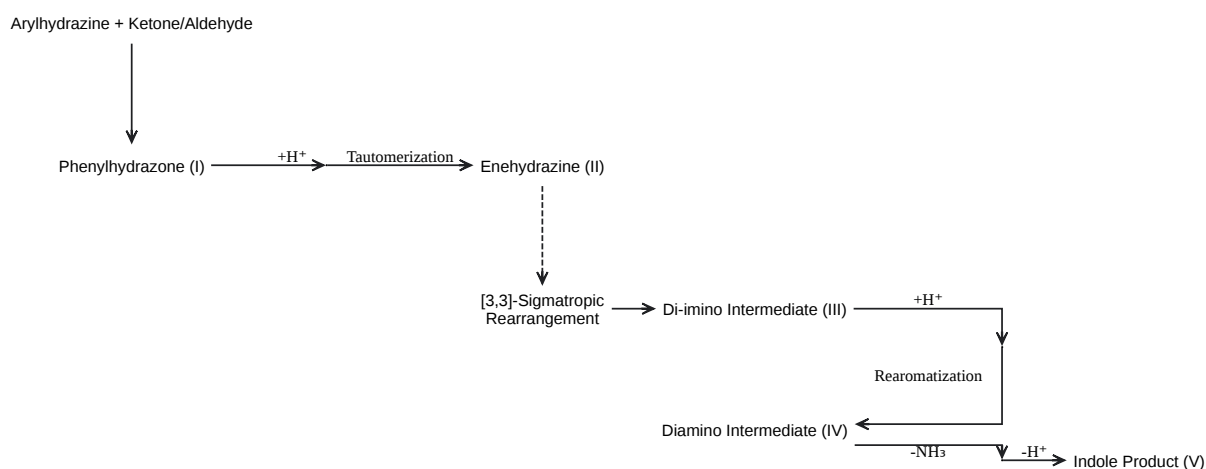 Arylhydrazine + Ketone/Aldehyde
Phenylhydrazone (I)
+H⁺
Tautomerization
Enehydrazine (II)
[3,3]-Sigmatropic
Rearrangement
Di-imino Intermediate (III)
+H⁺
Rearomatization
Diamino Intermediate (IV)
-NH₃
-H⁺
Indole Product (V)